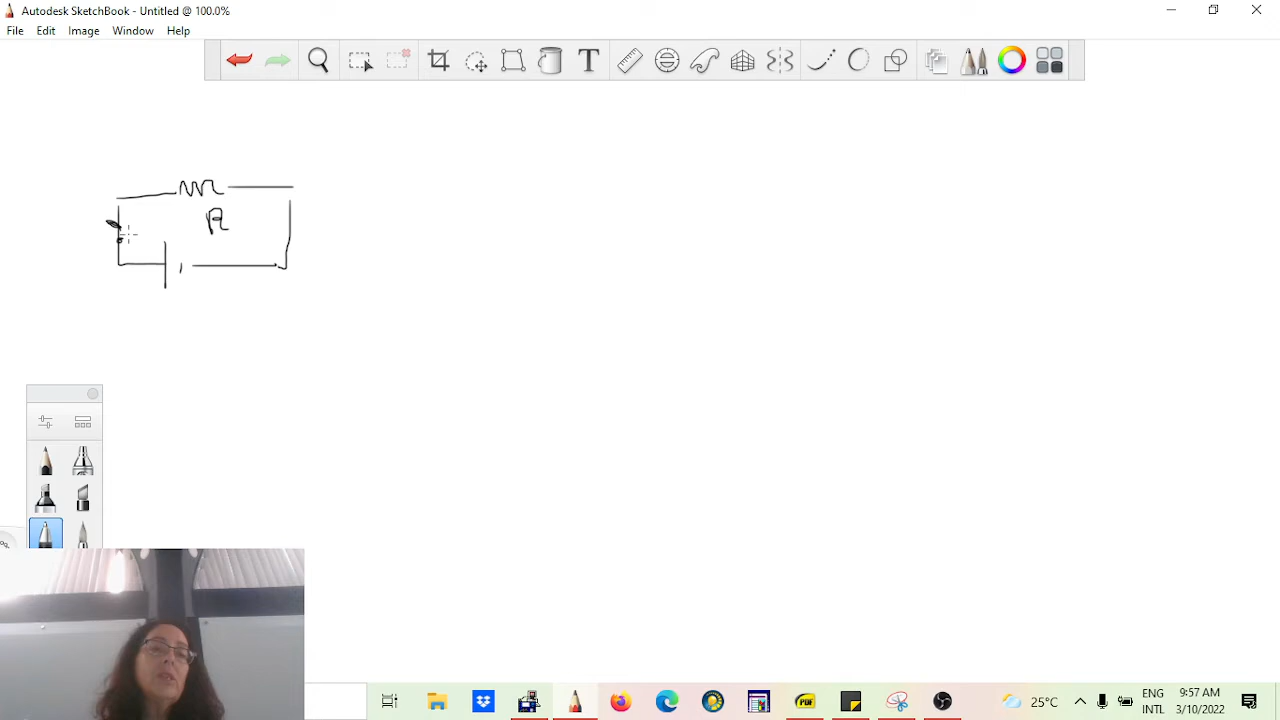 Autodesk SketchBook - Untitled @ 100.0%
File Edit Image Window Help
T
R
PDF
25°C
ENG
INTL
9:57 AM
3/10/2022